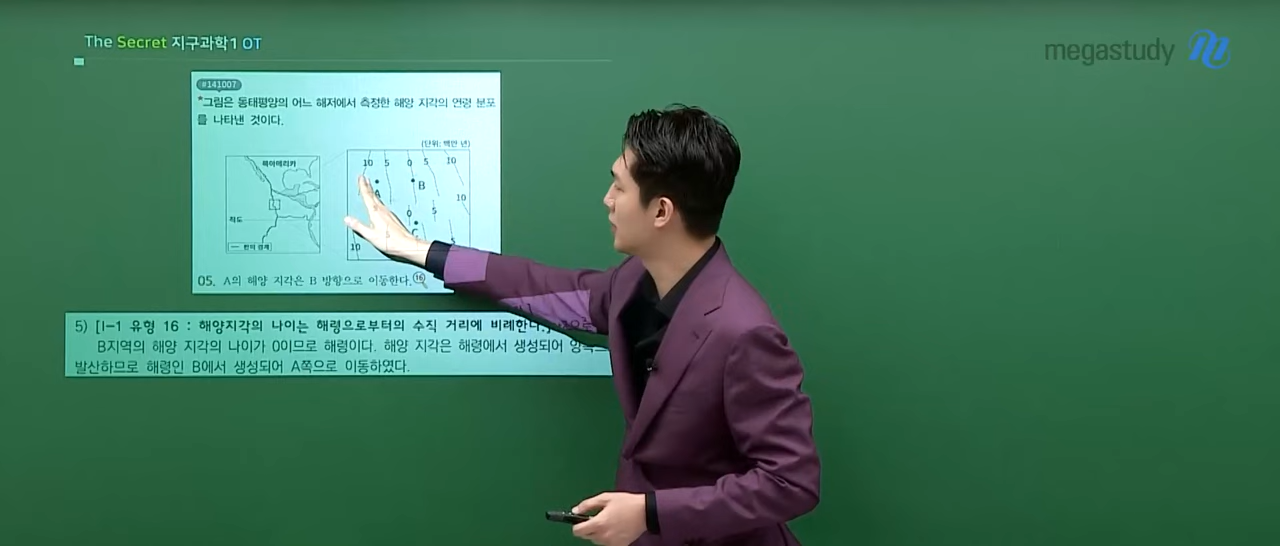 The Secret 지구과학1 OT
megastudy
#141007
*그림은 동태평양의 어느 해저에서 측정한 해양 지각의 연령 분포
를 나타낸 것이다.
(단위: 백만 년)
북아메리카
적도
판의 경계
10 5 0 5 10
A
B
10
0 5
C
10
5
05. A의 해양 지각은 B 방향으로 이동한다. 16
5) [Ⅰ-1 유형 16 : 해양지각의 나이는 해령으로부터의 수직 거리에 비례한다.]
B지역의 해양 지각의 나이가 0이므로 해령이다. 해양 지각은 해령에서 생성되어
발산하므로 해령인 B에서 생성되어 A쪽으로 이동하였다.